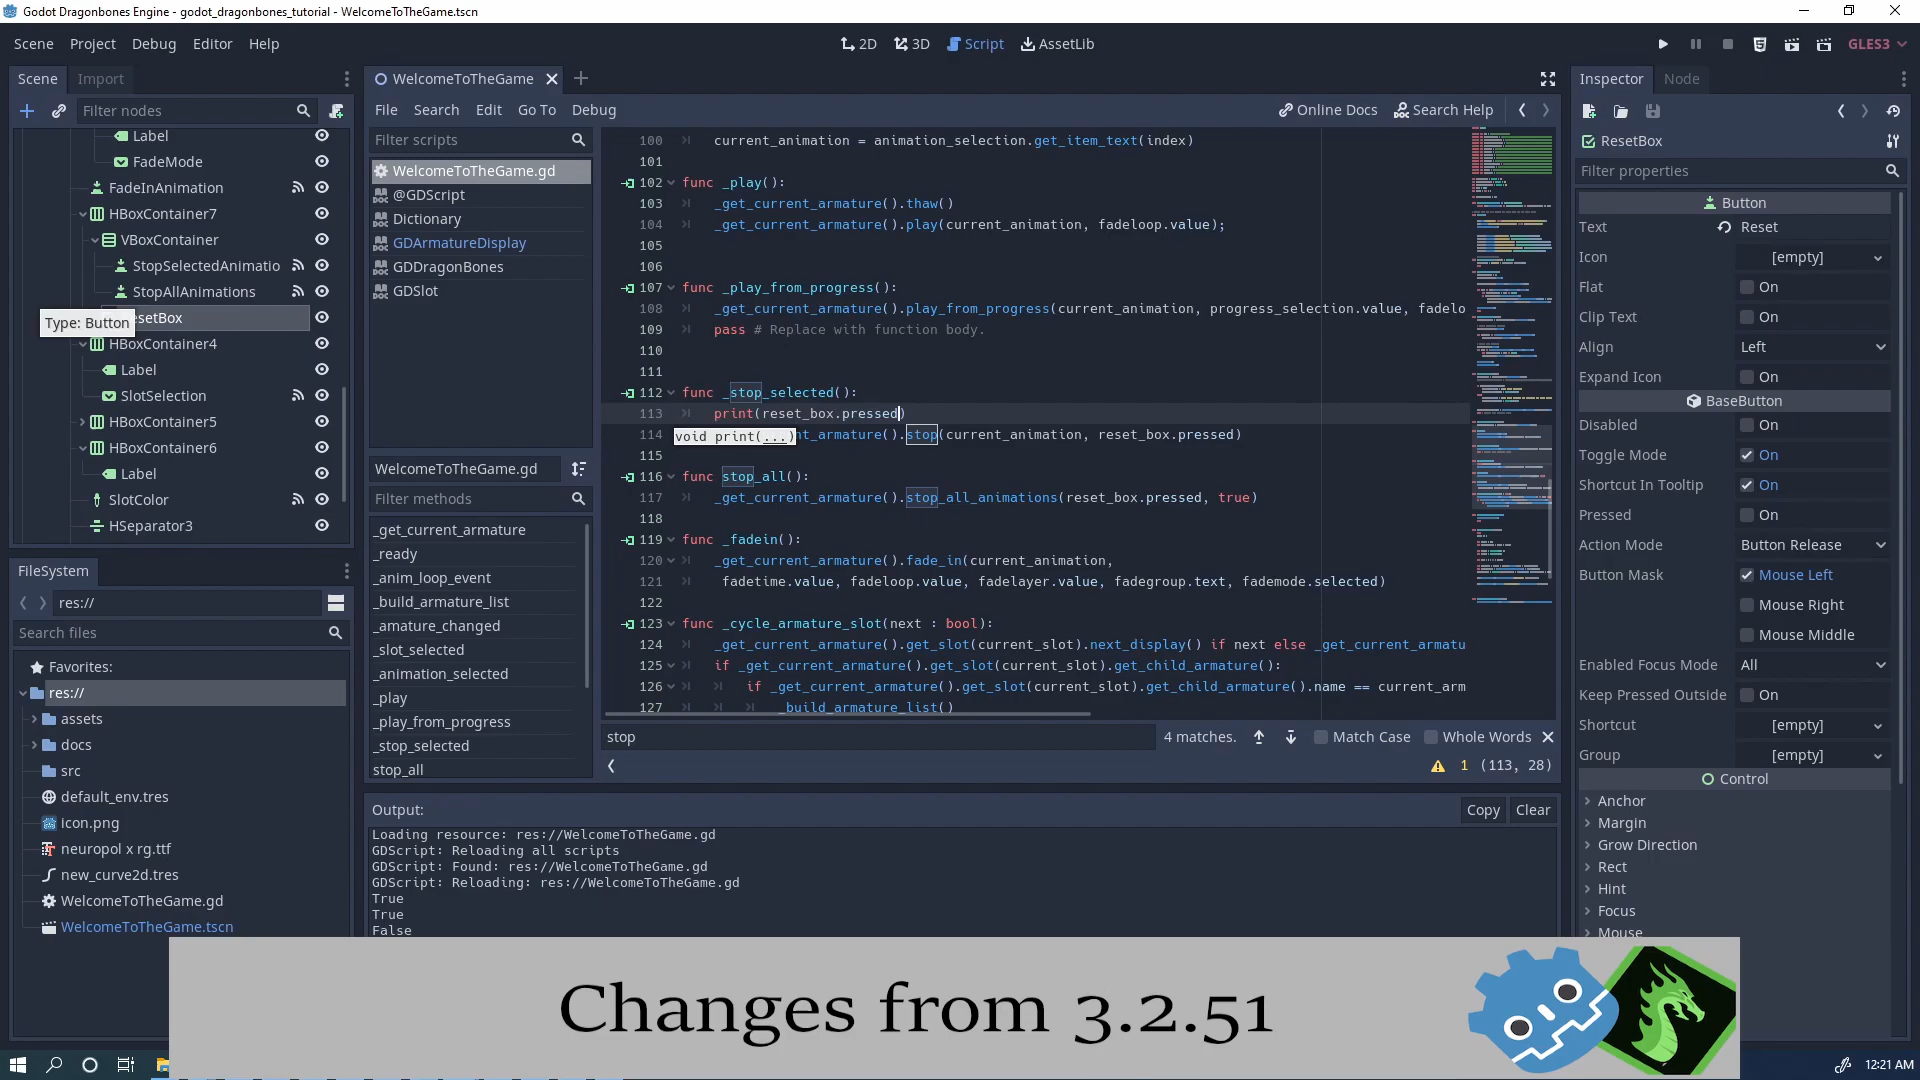 Godot Dragonbones Engine - godot_dragonbones_tutorial - WelcomeToTheGame.tscn
Scene Project Debug Editor Help
2D 3D Script AssetLib
GLES3
Scene Import
Filter nodes
Label
FadeMode
FadeInAnimation
HBoxContainer7
VBoxContainer
StopSelectedAnimatio
StopAllAnimations
esetBox
Type: Button
HBoxContainer4
Label
SlotSelection
HBoxContainer5
HBoxContainer6
Label
SlotColor
HSeparator3
FileSystem
res://
Search files
Favorites:
res://
assets
docs
src
default_env.tres
icon.png
neuropol x rg.ttf
new_curve2d.tres
WelcomeToTheGame.gd
WelcomeToTheGame.tscn
WelcomeToTheGame
File Search Edit Go To Debug
Online Docs Search Help
Filter scripts
WelcomeToTheGame.gd
@GDScript
Dictionary
GDArmatureDisplay
GDDragonBones
GDSlot
WelcomeToTheGame.gd
Filter methods
_get_current_armature
_ready
_anim_loop_event
_build_armature_list
_amature_changed
_slot_selected
_animation_selected
_play
_play_from_progress
_stop_selected
stop_all
100 current_animation = animation_selection.get_item_text(index)
101
102 func _play():
103 _get_current_armature().thaw()
104 _get_current_armature().play(current_animation, fadeloop.value);
105
106
107 func _play_from_progress():
108 _get_current_armature().play_from_progress(current_animation, progress_selection.value, fadelo
109 pass # Replace with function body.
110
111
112 func _stop_selected():
113 print(reset_box.pressed)
void print(...)
114 nt_armature().stop(current_animation, reset_box.pressed)
115
116 func stop_all():
117 _get_current_armature().stop_all_animations(reset_box.pressed, true)
118
119 func _fadein():
120 _get_current_armature().fade_in(current_animation,
121 fadetime.value, fadeloop.value, fadelayer.value, fadegroup.text, fademode.selected)
122
123 func _cycle_armature_slot(next : bool):
124 _get_current_armature().get_slot(current_slot).next_display() if next else _get_current_armatu
125 if _get_current_armature().get_slot(current_slot).get_child_armature():
126 if _get_current_armature().get_slot(current_slot).get_child_armature().name == current_arm
127 _build_armature_list()
stop 4 matches. Match Case Whole Words
1 (113, 28)
Output: Copy Clear
Loading resource: res://WelcomeToTheGame.gd
GDScript: Reloading all scripts
GDScript: Found: res://WelcomeToTheGame.gd
GDScript: Reloading: res://WelcomeToTheGame.gd
True
True
False
Inspector Node
ResetBox
Filter properties
Button
Text Reset
Icon [empty]
Flat On
Clip Text On
Align Left
Expand Icon On
BaseButton
Disabled On
Toggle Mode On
Shortcut In Tooltip On
Pressed On
Action Mode Button Release
Button Mask Mouse Left
Mouse Right
Mouse Middle
Enabled Focus Mode All
Keep Pressed Outside On
Shortcut [empty]
Group [empty]
Control
Anchor
Margin
Grow Direction
Rect
Hint
Focus
Mouse
Changes from 3.2.51
12:21 AM